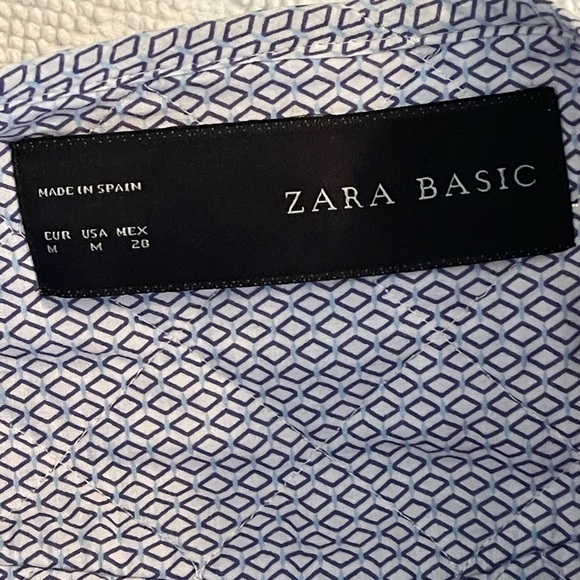 MADE IN SPAIN
ZARA BASIC
EUR USA MEX
M M 28